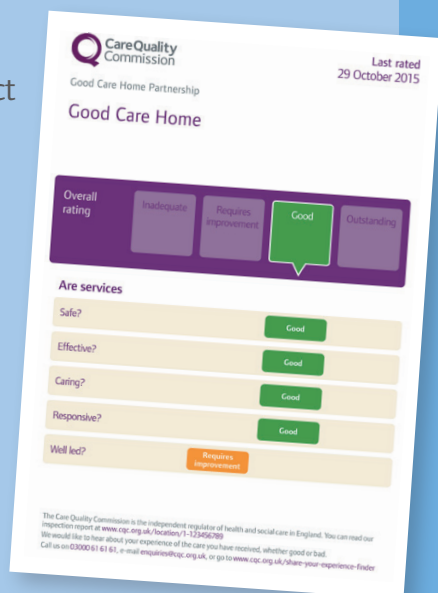 ct
CareQuality
Commission
Last rated
29 October 2015
Good Care Home Partnership
Good Care Home
Overall
rating
Inadequate
Requires
improvement
Good
Outstanding
Are services
Safe?
Good
Effective?
Good
Caring?
Good
Responsive?
Good
Well led?
Requires
improvement
The Care Quality Commission is the independent regulator of health and social care in England. You can read our
inspection report at www.cqc.org.uk/location/1-123456789
We would like to hear about your experience of the care you have received, whether good or bad.
Call us on 03000 61 61 61, e-mail enquiries@cqc.org.uk, or go to www.cqc.org.uk/share-your-experience-finder